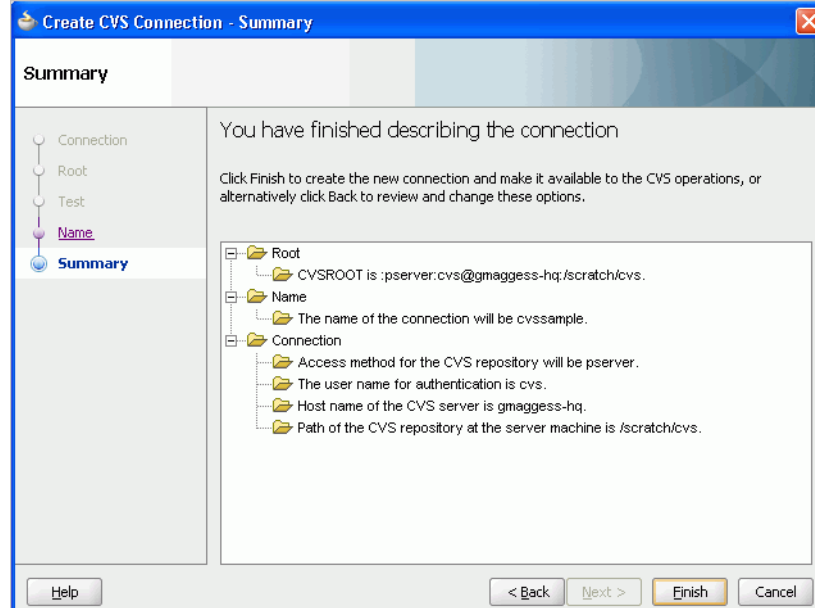 Create CVS Connection - Summary
Summary
Connection
Root
Test
Name
Summary
You have finished describing the connection
Click Finish to create the new connection and make it available to the CVS operations, or
alternatively click Back to review and change these options.
Root
CVSROOT is :pserver:cvs@gmaggess-hq:/scratch/cvs.
Name
The name of the connection will be cvssample.
Connection
Access method for the CVS repository will be pserver.
The user name for authentication is cvs.
Host name of the CVS server is gmaggess-hq.
Path of the CVS repository at the server machine is /scratch/cvs.
Help
< Back
Next >
Finish
Cancel